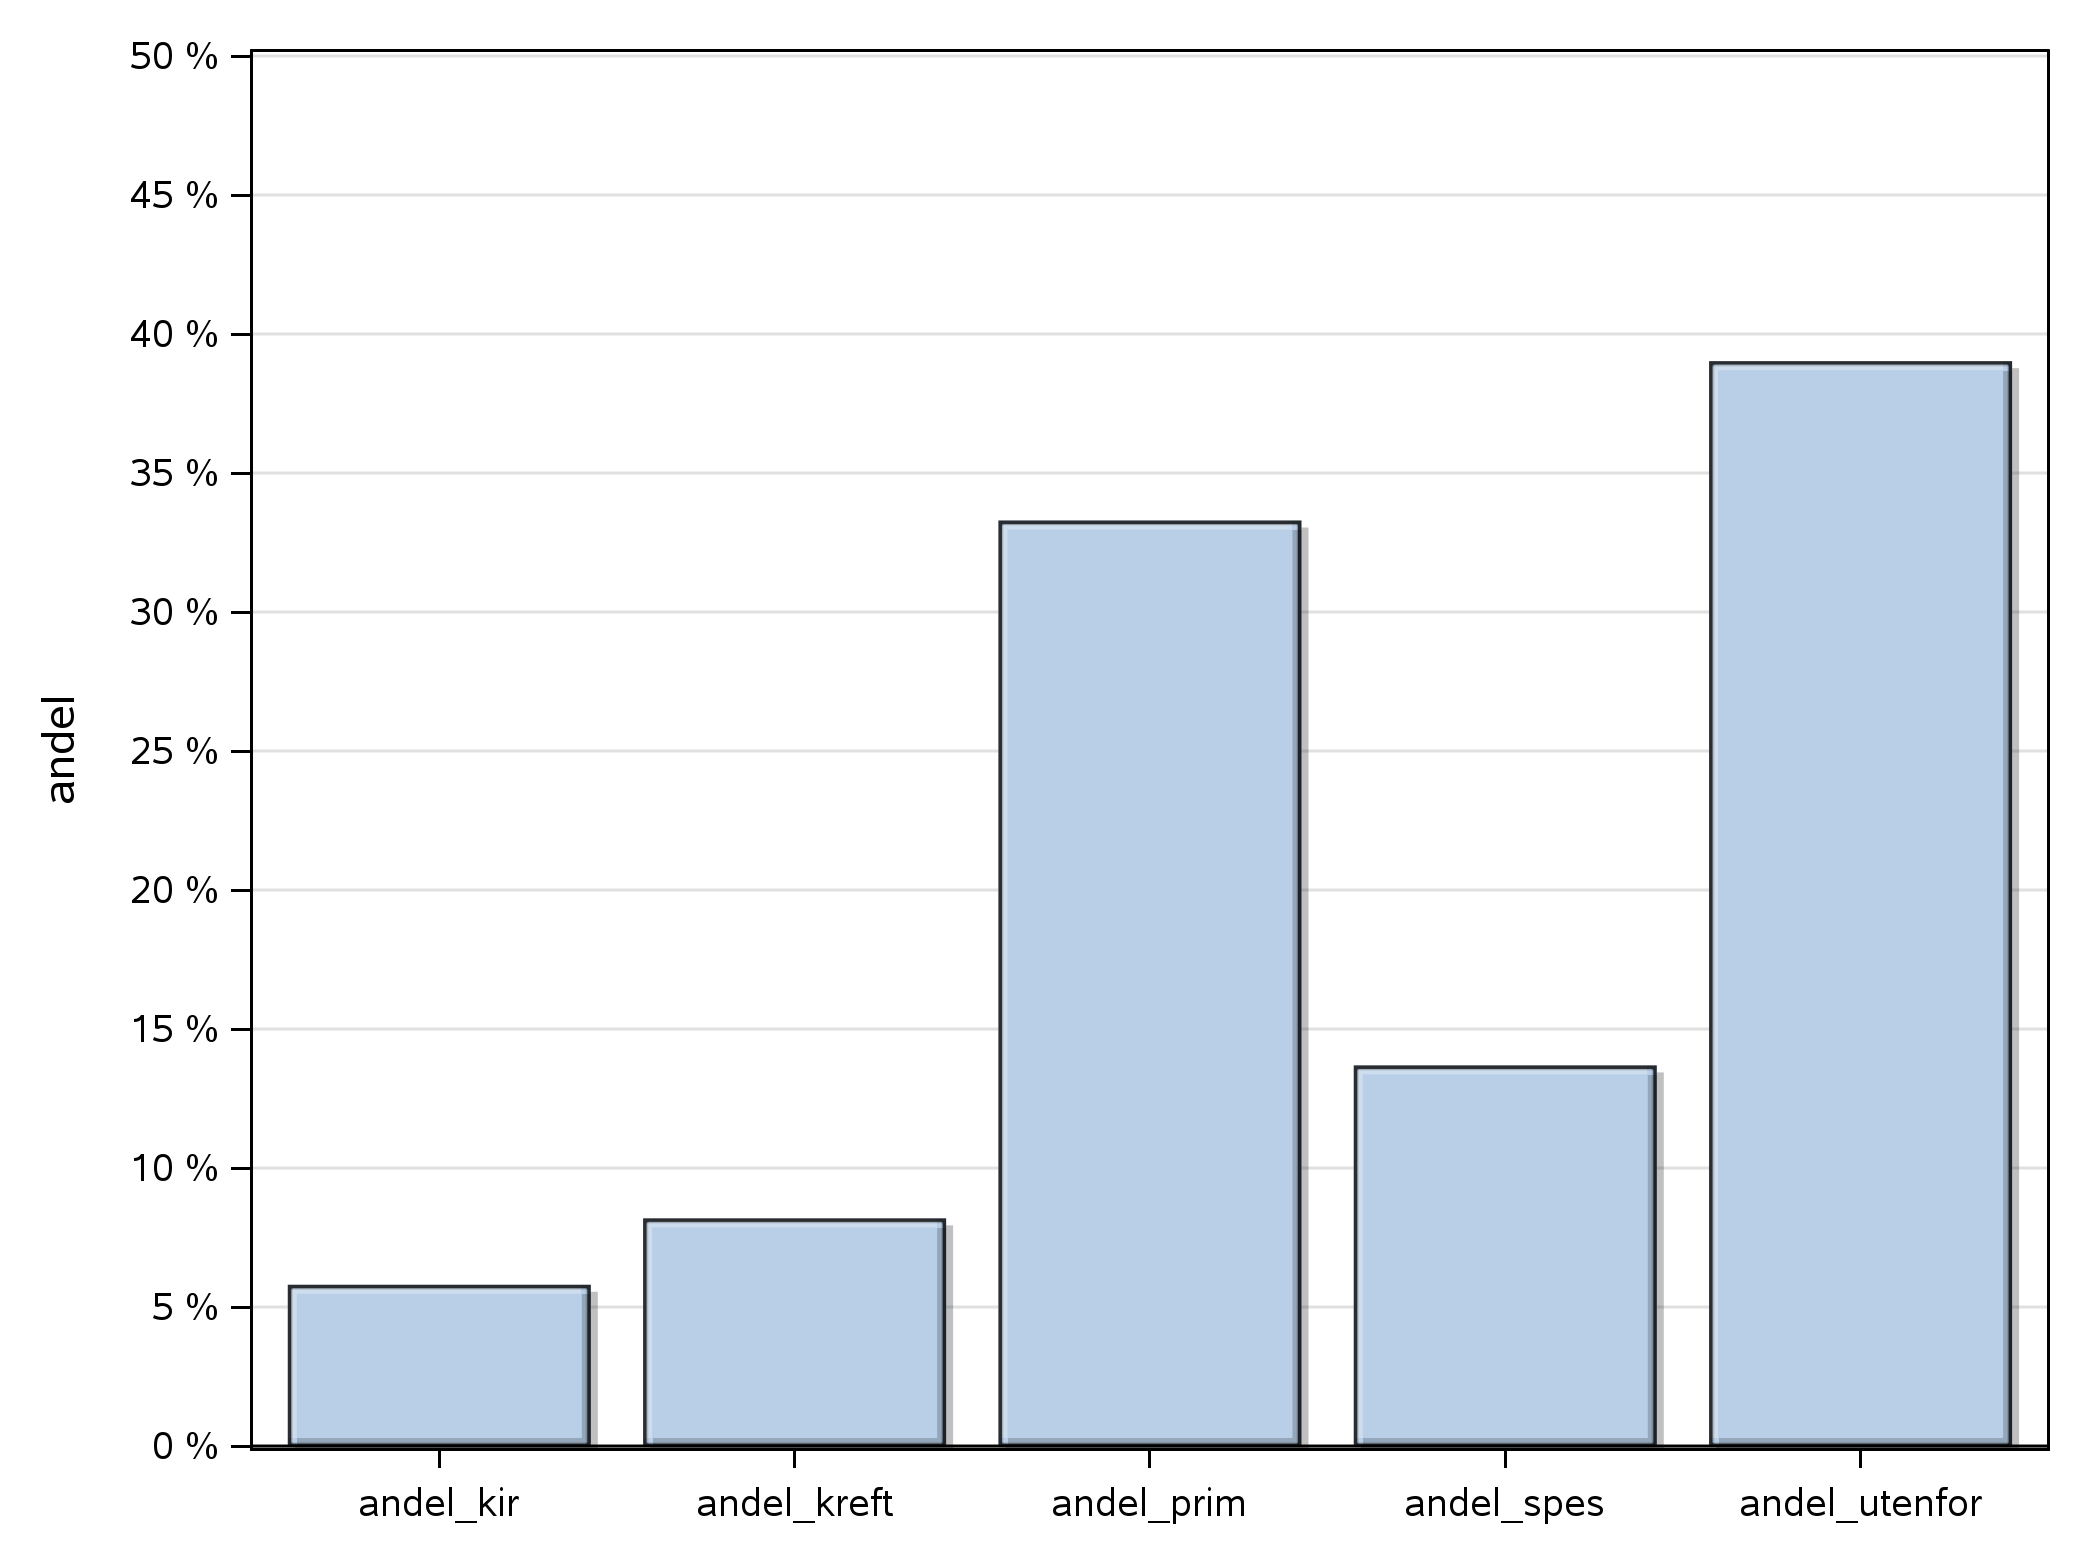 50 %
45 %
40 %
35 %
30 %
25 %
20 %
15 %
10 %
5 %
0 %
andel
andel_kir
andel_kreft
andel_prim
andel_spes
andel_utenfor